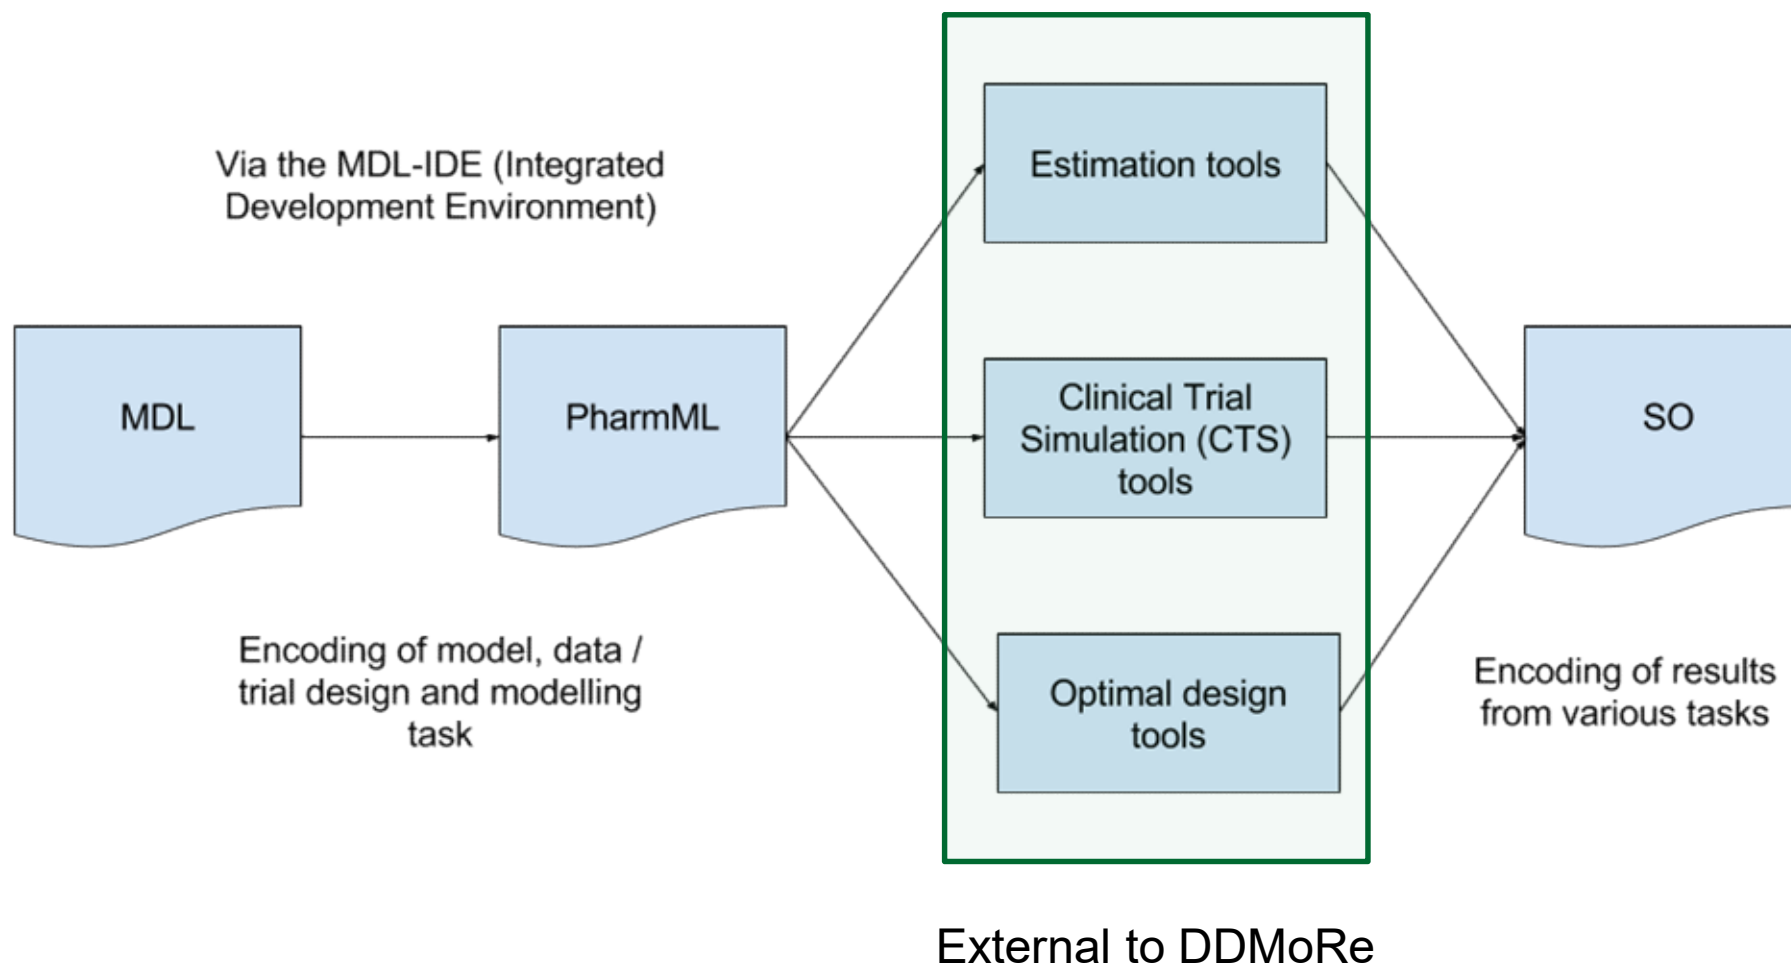 Via the MDL-IDE (Integrated
Development Environment)
MDL
PharmML
Encoding of model, data /
trial design and modelling
task
Estimation tools
Clinical Trial
Simulation (CTS)
tools
Optimal design
tools
SO
Encoding of results
from various tasks
External to DDMoRe